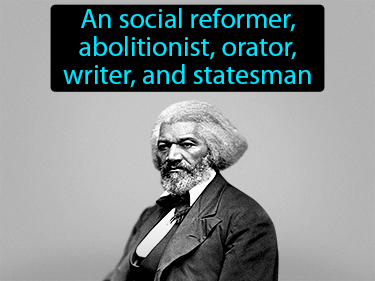 An social reformer,
abolitionist, orator,
writer, and statesman